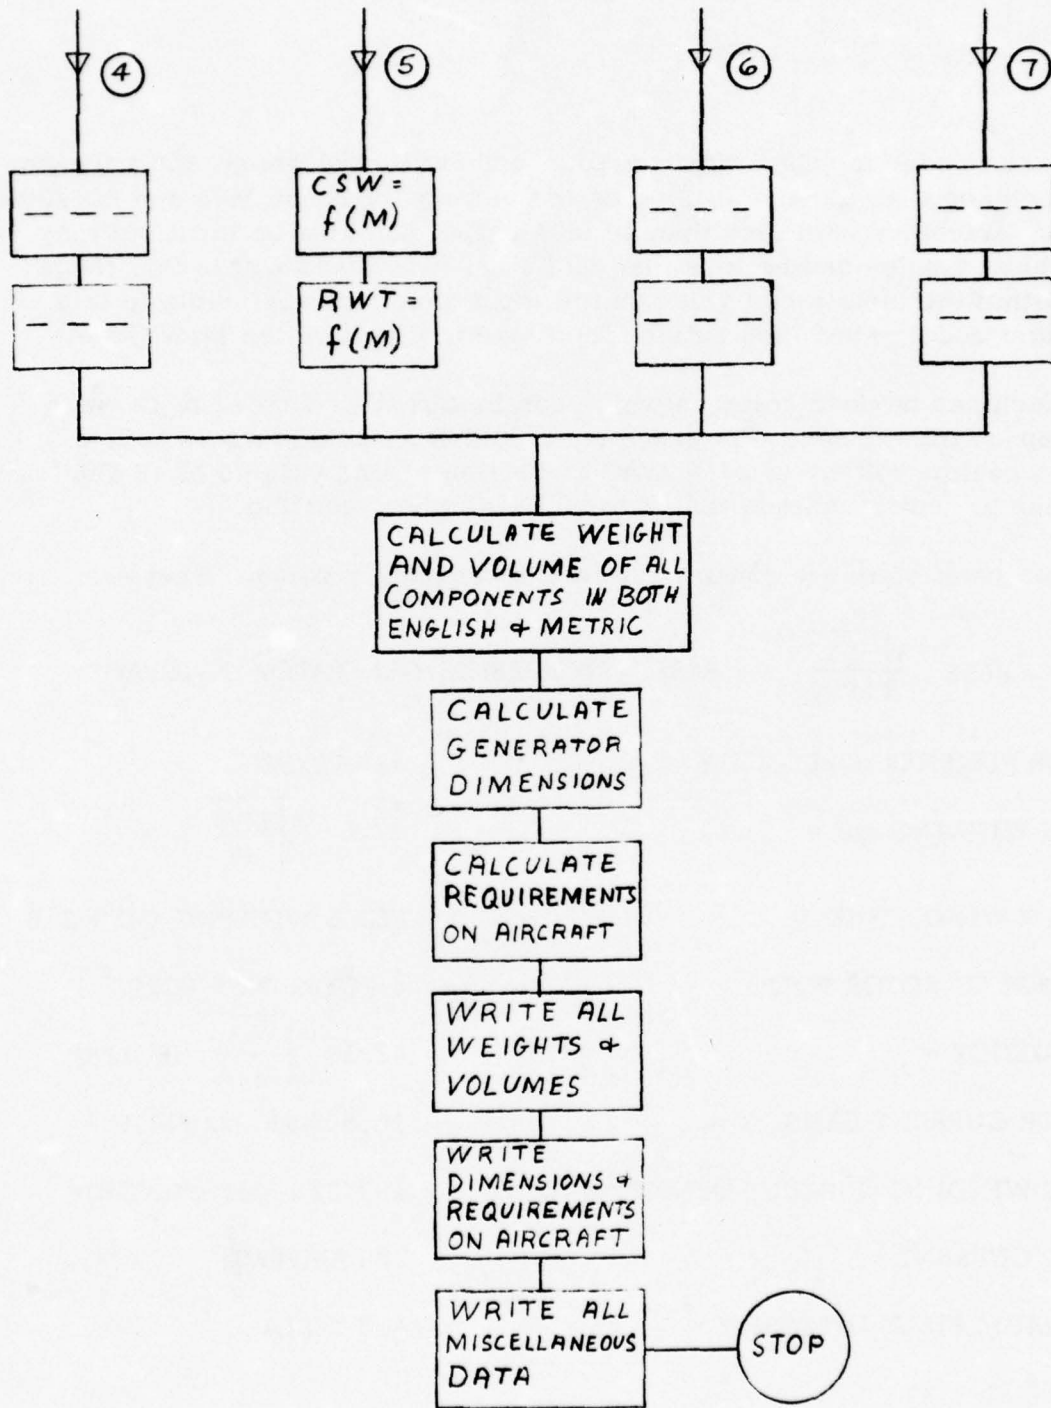 4
5
6
7
CSW =
f(M)
RWT =
f(M)
CALCULATE WEIGHT
AND VOLUME OF ALL
COMPONENTS IN BOTH
ENGLISH & METRIC
CALCULATE
GENERATOR
DIMENSIONS
CALCULATE
REQUIREMENTS
ON AIRCRAFT
WRITE ALL
WEIGHTS &
VOLUMES
WRITE
DIMENSIONS &
REQUIREMENTS
ON AIRCRAFT
WRITE ALL
MISCELLANEOUS
DATA
STOP